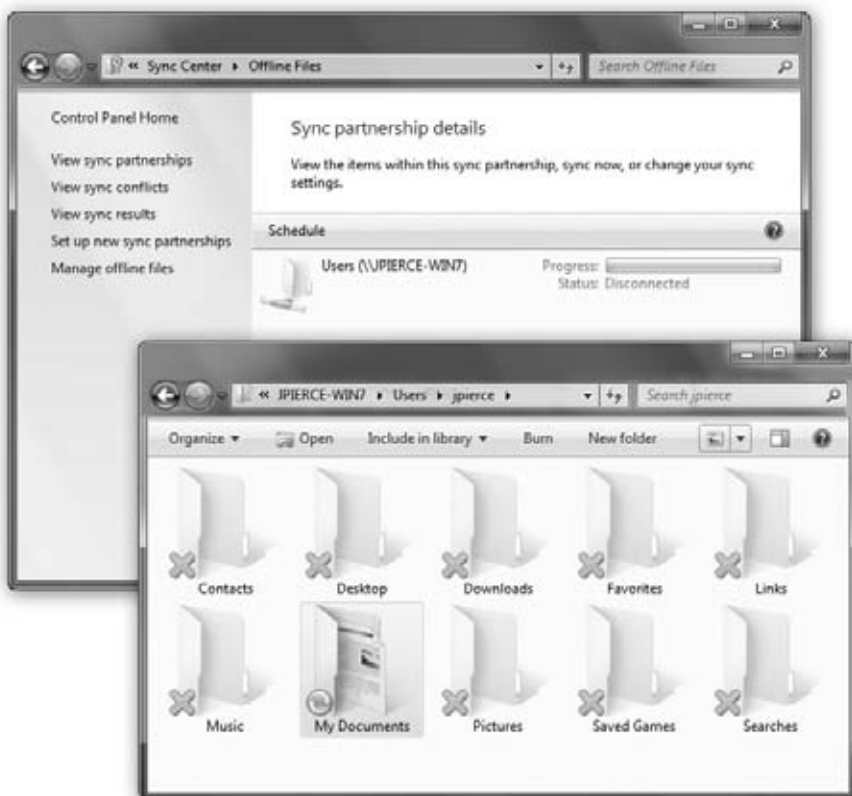 « Sync Center ▸ Offline Files
Search Offline Files
Control Panel Home
View sync partnerships
View sync conflicts
View sync results
Set up new sync partnerships
Manage offline files
Sync partnership details
View the items within this sync partnership, sync now, or change your sync
settings.
Schedule
Users (\\JPIERCE-WIN7)
Progress:
Status: Disconnected
« JPIERCE-WIN7 ▸ Users ▸ jpierce ▸
Search jpierce
Organize ▾ Open Include in library ▾ Burn New folder
Contacts Desktop Downloads Favorites Links
Music My Documents Pictures Saved Games Searches